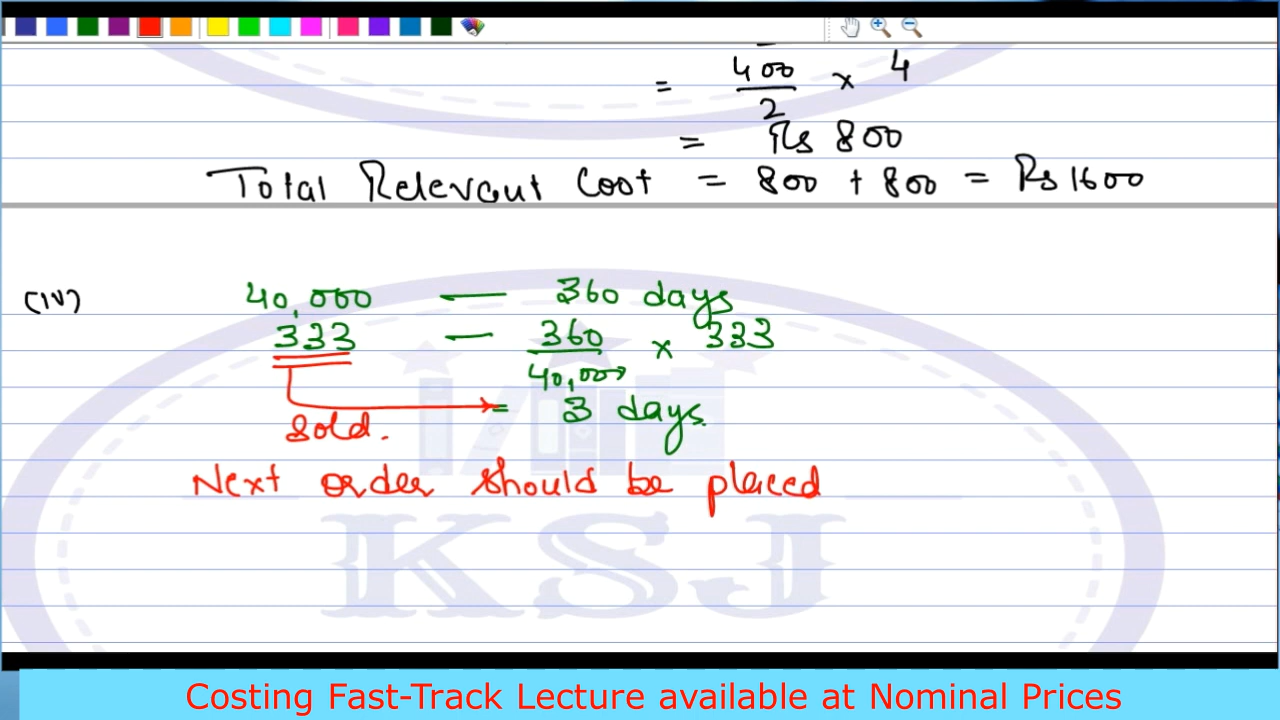 = 400/2 × 4
= Rs 800
Total Relevant Cost = 800 + 800 = Rs 1600
(iv) 40,000 — 360 days
333 — 360/40,000 × 333
= 3 days.
Sold.
Next order should be placed
KSJ
Costing Fast-Track Lecture available at Nominal Prices